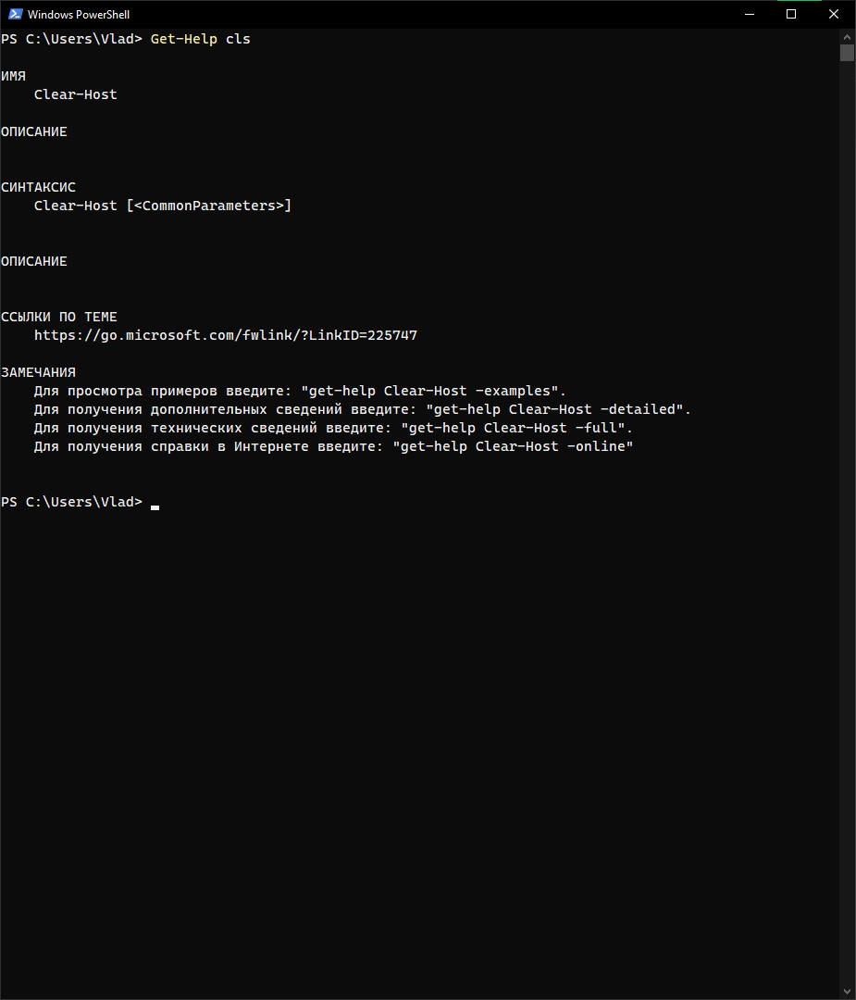 Windows PowerShell
PS C:\Users\Vlad> Get-Help cls
ИМЯ
    Clear-Host
ОПИСАНИЕ
СИНТАКСИС
    Clear-Host [<CommonParameters>]
ОПИСАНИЕ
ССЫЛКИ ПО ТЕМЕ
    https://go.microsoft.com/fwlink/?LinkID=225747
ЗАМЕЧАНИЯ
    Для просмотра примеров введите: "get-help Clear-Host -examples".
    Для получения дополнительных сведений введите: "get-help Clear-Host -detailed".
    Для получения технических сведений введите: "get-help Clear-Host -full".
    Для получения справки в Интернете введите: "get-help Clear-Host -online"
PS C:\Users\Vlad>